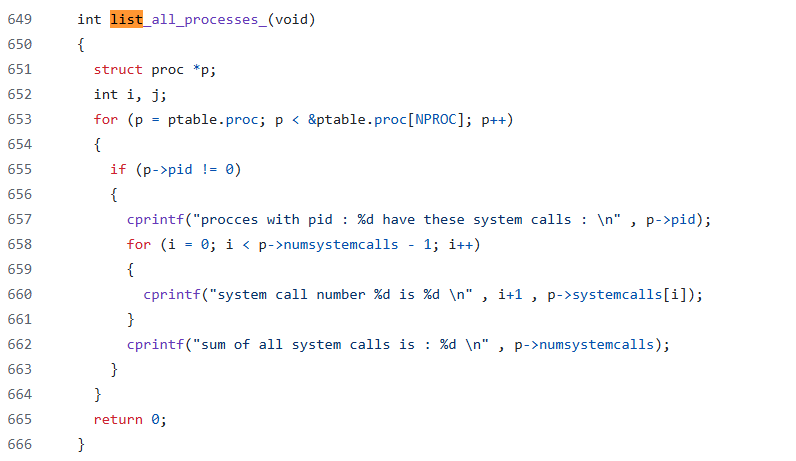 649 int list_all_processes_(void)
650 {
651 struct proc *p;
652 int i, j;
653 for (p = ptable.proc; p < &ptable.proc[NPROC]; p++)
654 {
655 if (p->pid != 0)
656 {
657 cprintf("procces with pid : %d have these system calls : \n" , p->pid);
658 for (i = 0; i < p->numsystemcalls - 1; i++)
659 {
660 cprintf("system call number %d is %d \n" , i+1 , p->systemcalls[i]);
661 }
662 cprintf("sum of all system calls is : %d \n" , p->numsystemcalls);
663 }
664 }
665 return 0;
666 }